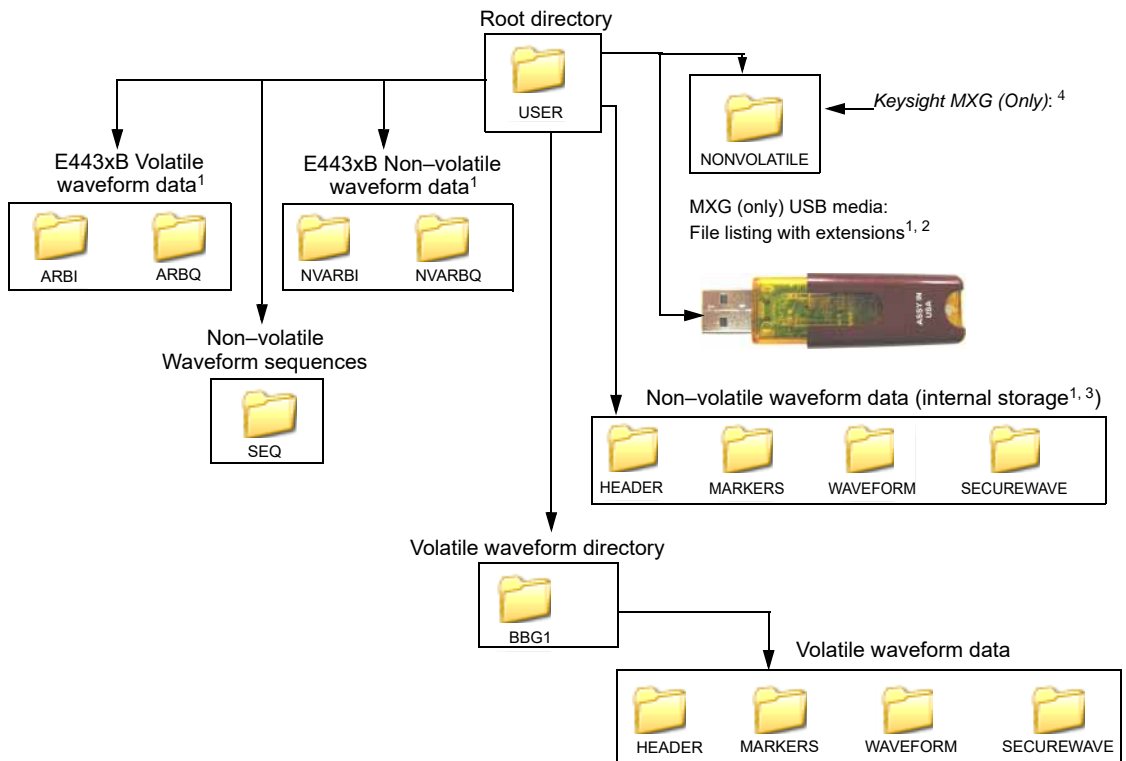 Root directory
USER
Keysight MXG (Only): 4
NONVOLATILE
E443xB Volatile
waveform data1
ARBI
ARBQ
E443xB Non–volatile
waveform data1
NVARBI
NVARBQ
MXG (only) USB media:
File listing with extensions1, 2
ASSY IN
USA
Non–volatile
Waveform sequences
SEQ
Non–volatile waveform data (internal storage1, 3)
HEADER
MARKERS
WAVEFORM
SECUREWAVE
Volatile waveform directory
BBG1
Volatile waveform data
HEADER
MARKERS
WAVEFORM
SECUREWAVE